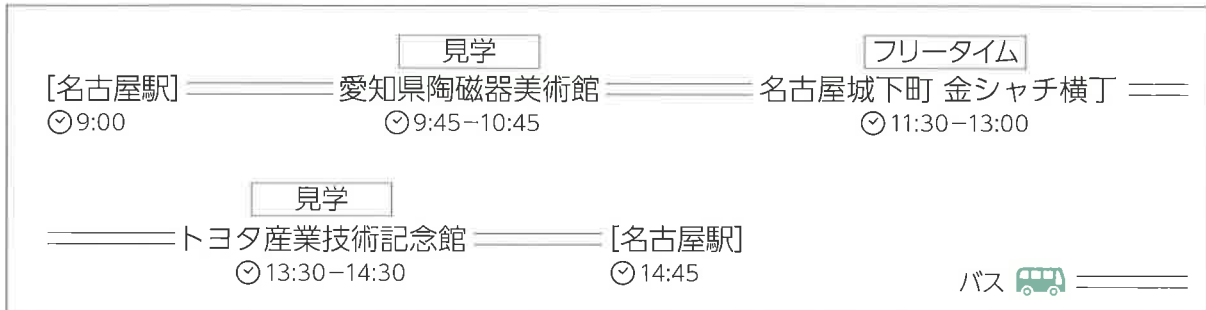 見学 フリータイム
[名古屋駅] 愛知県陶磁器美術館 名古屋城下町 金シャチ横丁
9:00 9:45−10:45 11:30−13:00
見学
トヨタ産業技術記念館 [名古屋駅]
13:30−14:30 14:45
バス